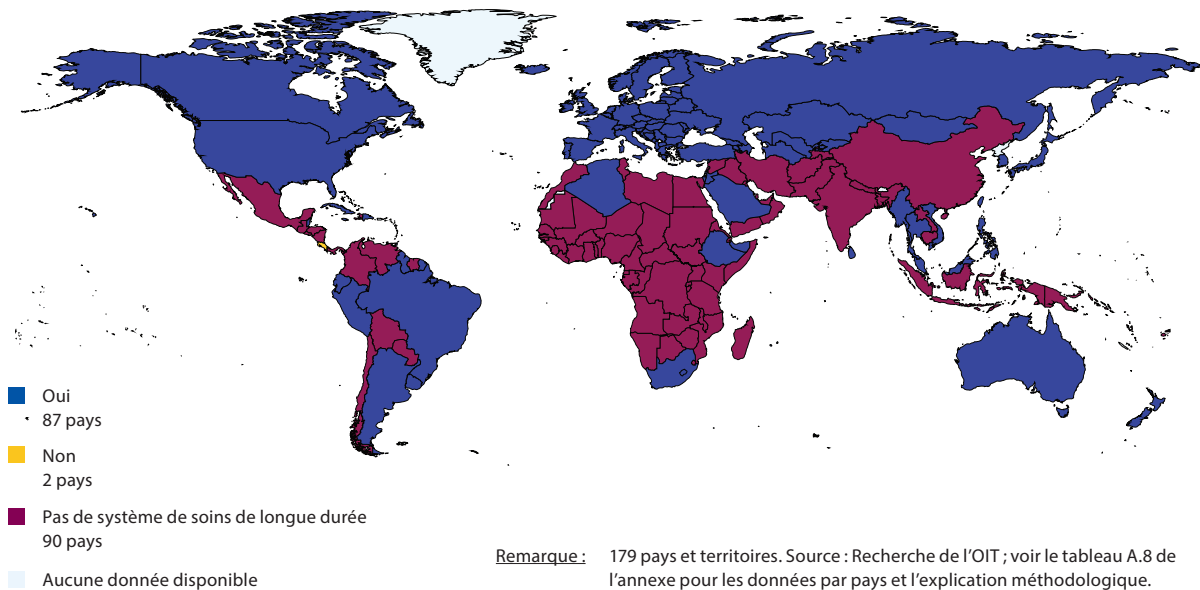 Oui
87 pays
Non
2 pays
Pas de système de soins de longue durée
90 pays
Aucune donnée disponible
Remarque : 179 pays et territoires. Source : Recherche de l’OIT ; voir le tableau A.8 de
l’annexe pour les données par pays et l’explication méthodologique.